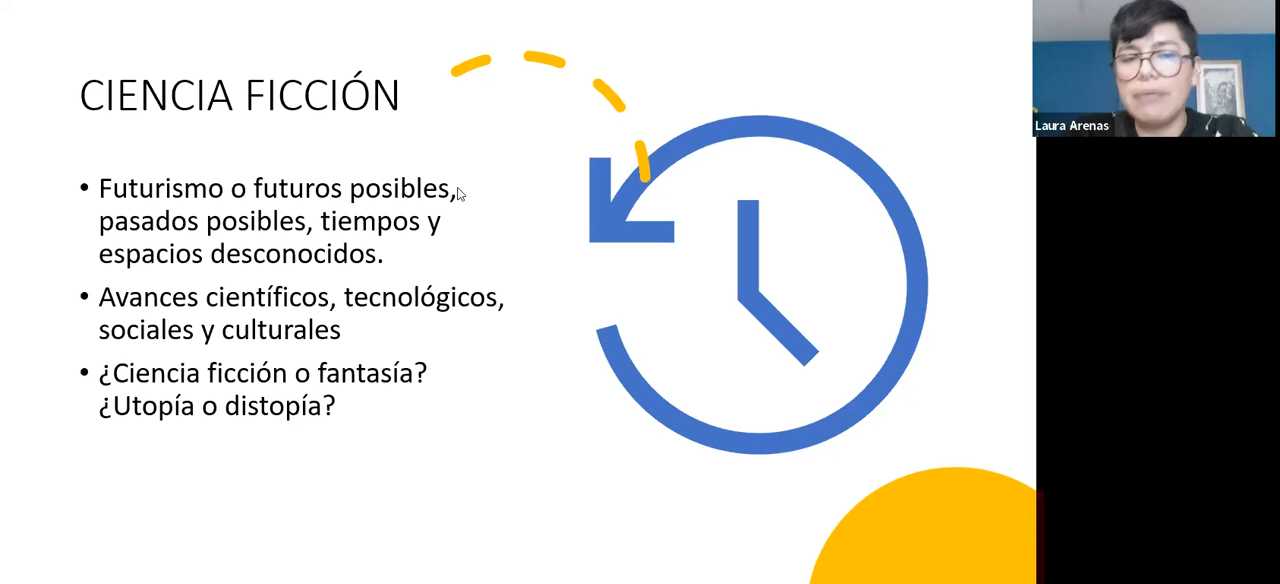 CIENCIA FICCIÓN
• Futurismo o futuros posibles,
pasados posibles, tiempos y
espacios desconocidos.
• Avances científicos, tecnológicos,
sociales y culturales
• ¿Ciencia ficción o fantasía?
¿Utopía o distopía?
Laura Arenas